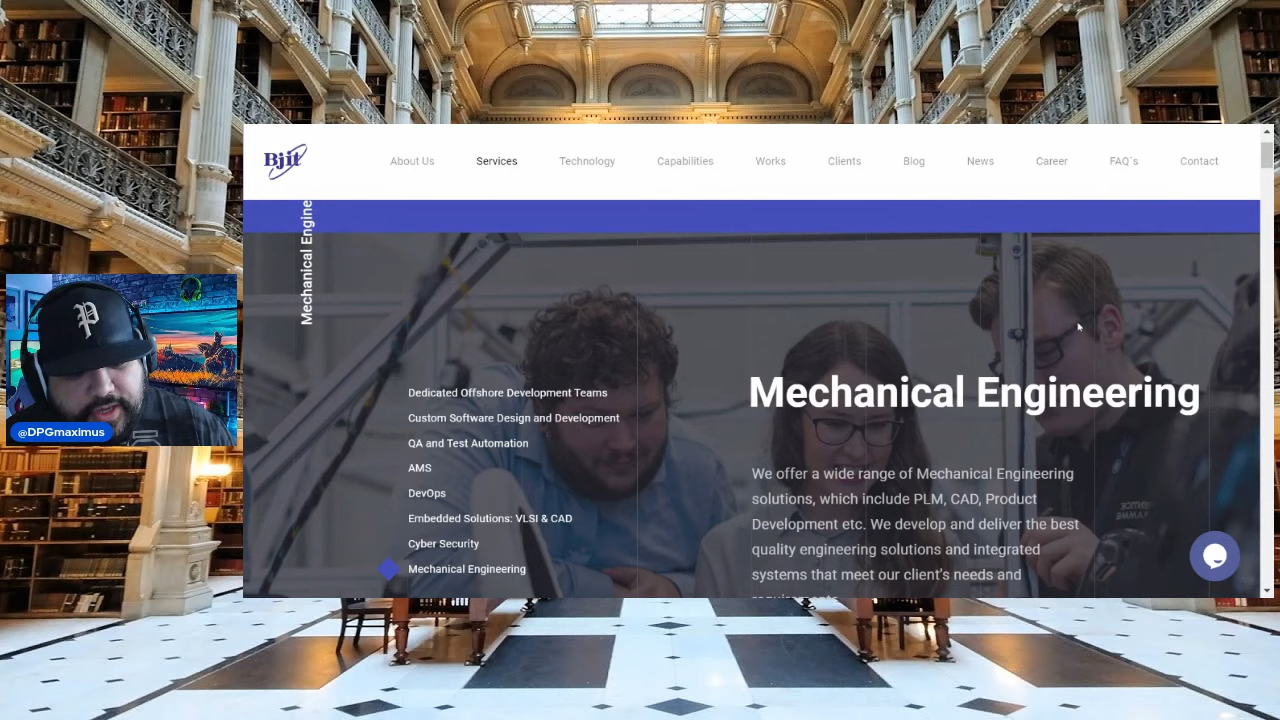 Bjit
About Us
Services
Technology
Capabilities
Works
Clients
Blog
News
Career
FAQ`s
Contact
Mechanical Engine
Dedicated Offshore Development Teams
Custom Software Design and Development
QA and Test Automation
AMS
DevOps
Embedded Solutions: VLSI & CAD
Cyber Security
Mechanical Engineering
Mechanical Engineering
We offer a wide range of Mechanical Engineering
solutions, which include PLM, CAD, Product
Development etc. We develop and deliver the best
quality engineering solutions and integrated
systems that meet our client's needs and
P
@DPGmaximus